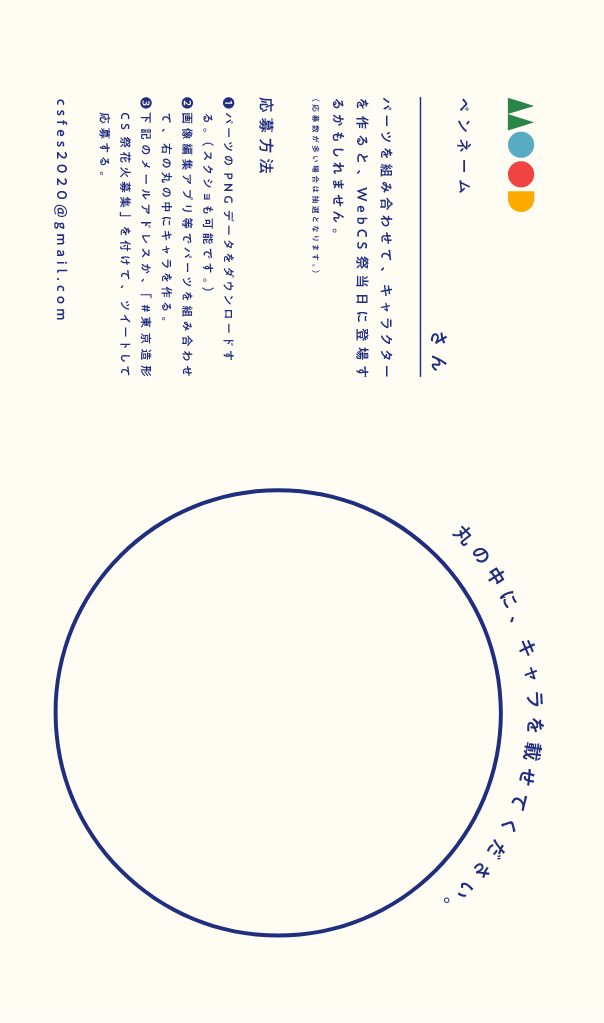 ペンネーム
さん
パーツを組み合わせて、キャラクター
を作ると、WebCS祭当日に登場す
るかもしれません。
（応募数が多い場合は抽選となります。）
応募方法
❶パーツのPNGデータをダウンロードす
る。（スクショも可能です。）
❷画像編集アプリ等でパーツを組み合わせ
て、右の丸の中にキャラを作る。
❸下記のメールアドレスか、「#東京造形
CS祭花火募集」を付けて、ツイートして
応募する。
csfes2020@gmail.com
丸の中に、キャラを載せてください。